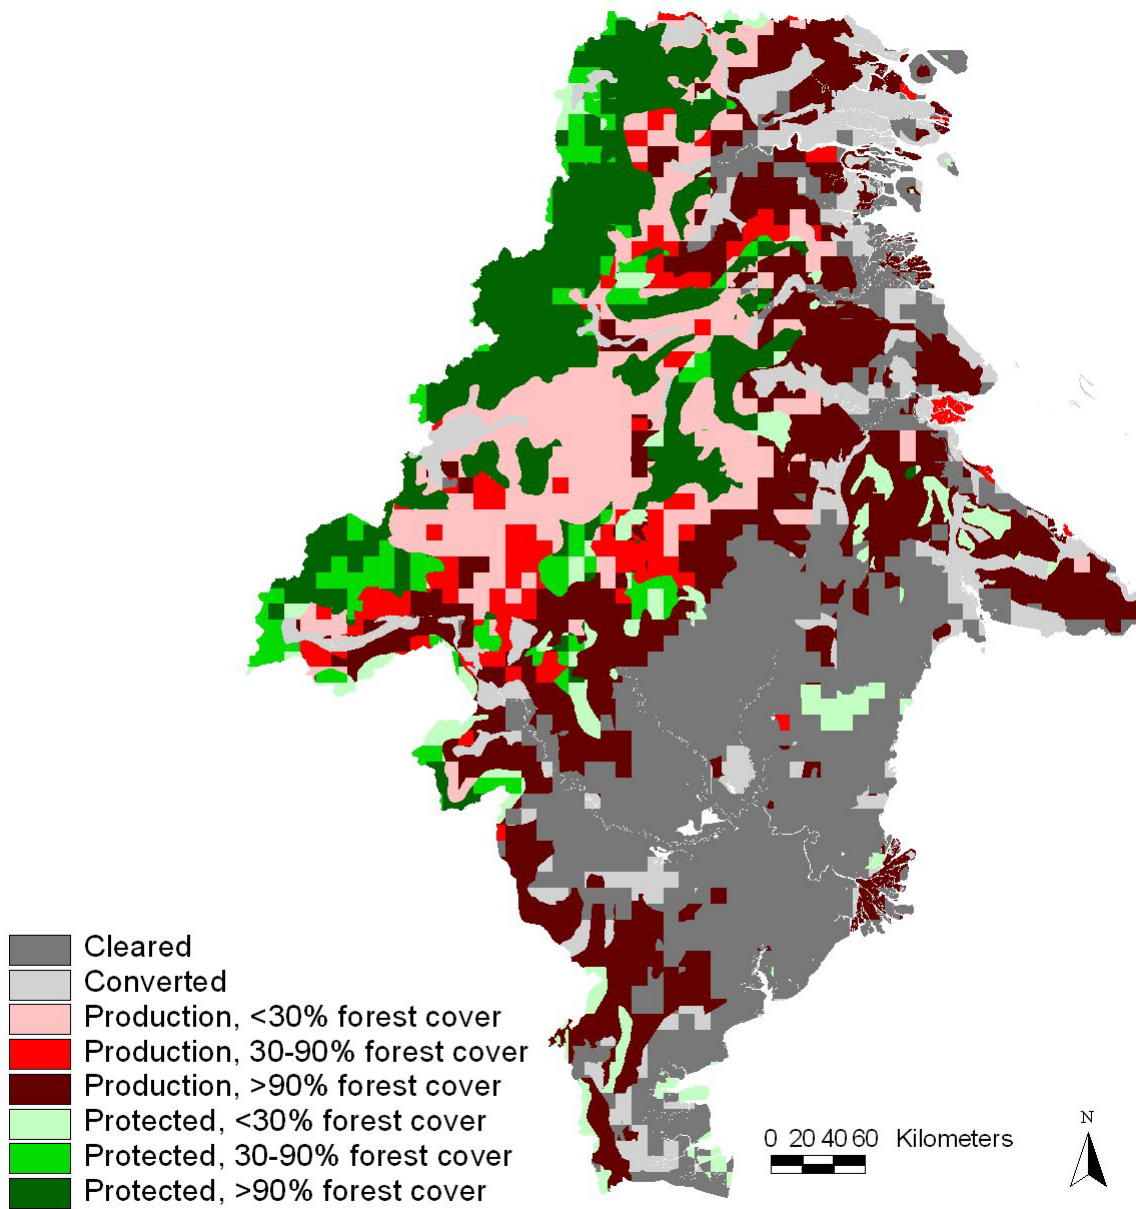 Cleared
Converted
Production, <30% forest cover
Production, 30-90% forest cover
Production, >90% forest cover
Protected, <30% forest cover
Protected, 30-90% forest cover
Protected, >90% forest cover
0 20 40 60 Kilometers
N